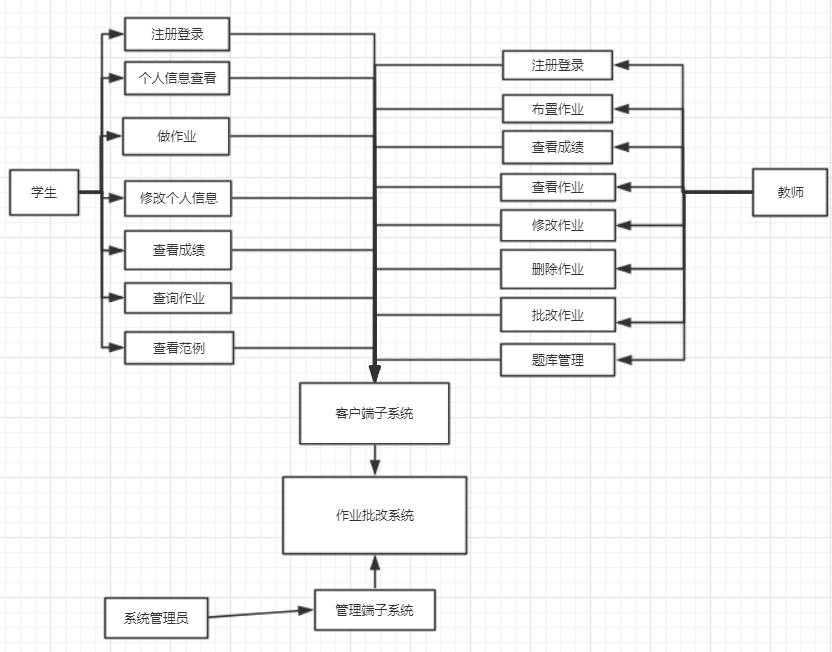 学生
注册登录
个人信息查看
做作业
修改个人信息
查看成绩
查询作业
查看范例
注册登录
布置作业
查看成绩
查看作业
修改作业
删除作业
批改作业
题库管理
教师
客户端子系统
作业批改系统
系统管理员
管理端子系统